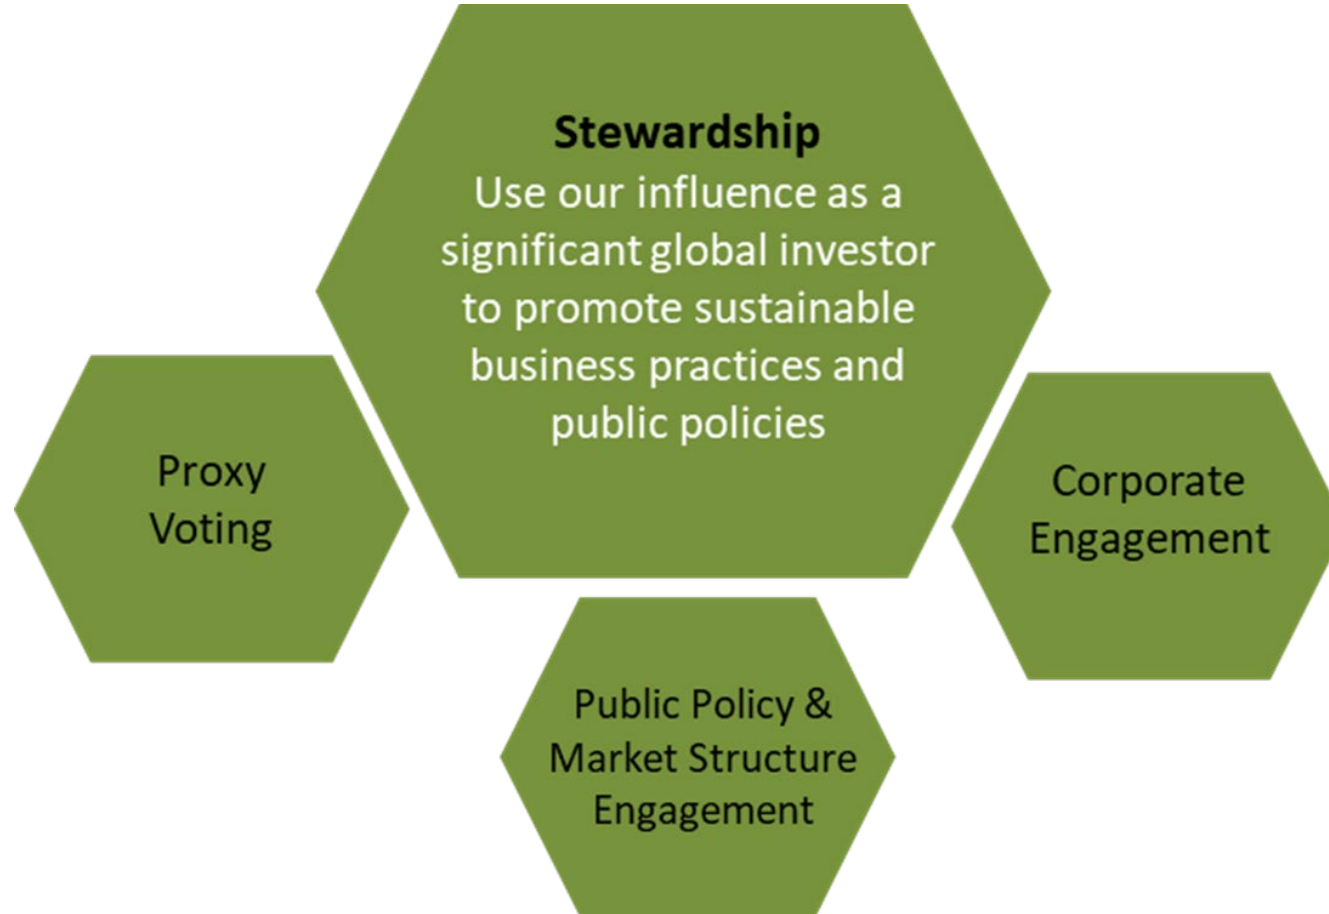 Stewardship
Use our influence as a
significant global investor
to promote sustainable
business practices and
public policies
Proxy
Voting
Corporate
Engagement
Public Policy &
Market Structure
Engagement